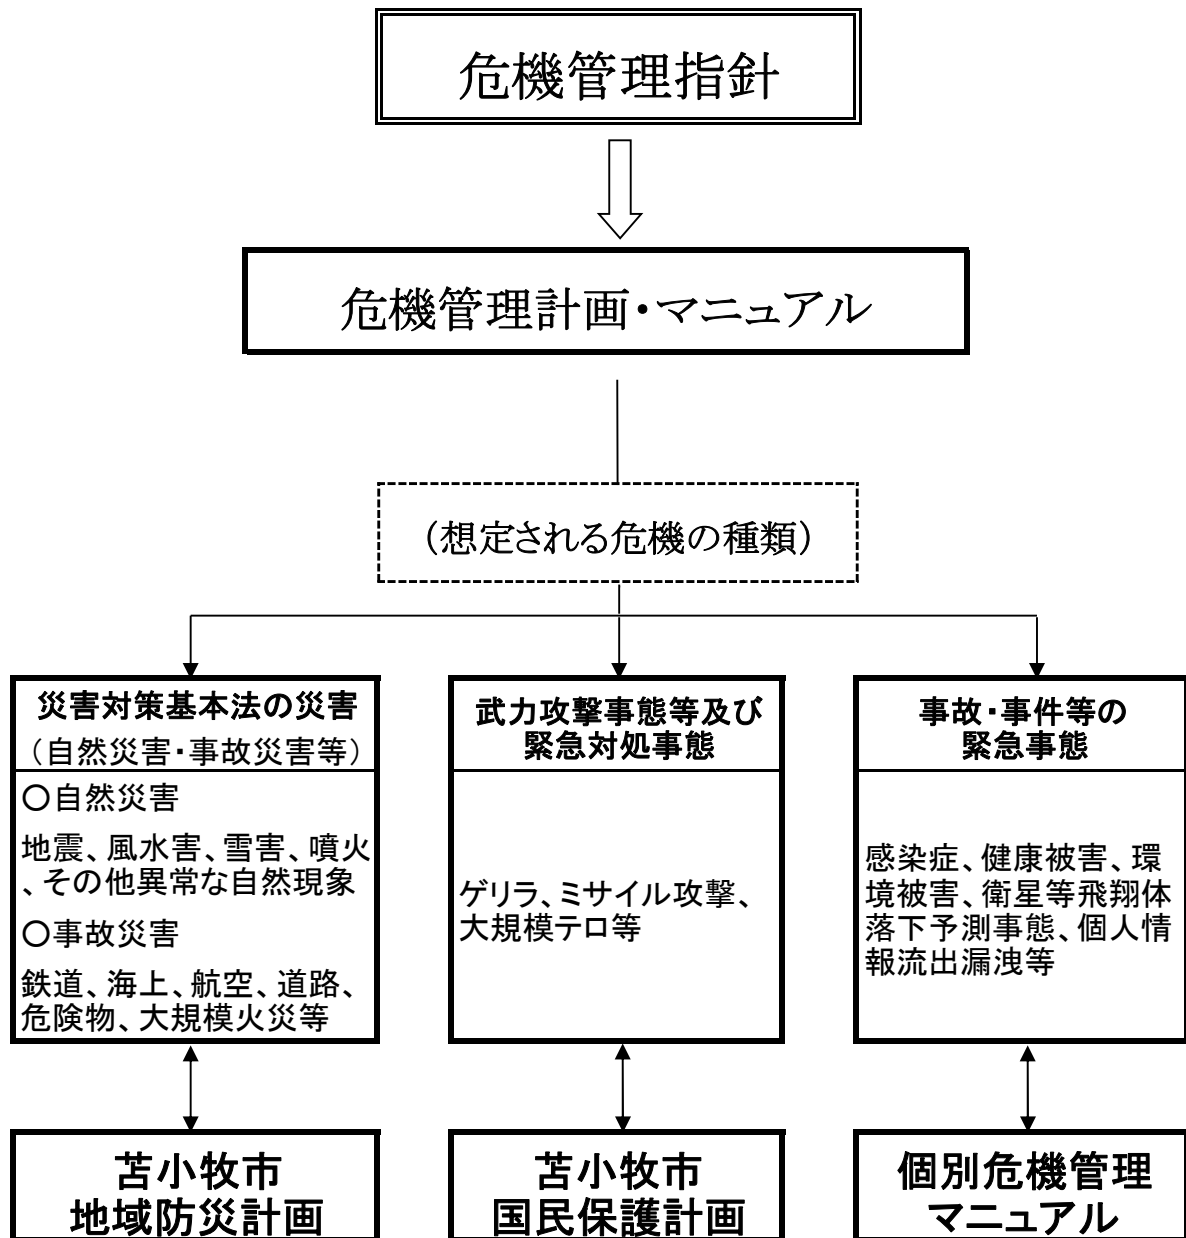 危機管理指針
危機管理計画・マニュアル
（想定される危機の種類）
災害対策基本法の災害
（自然災害・事故災害等）
○自然災害
地震、風水害、雪害、噴火
、その他異常な自然現象
○事故災害
鉄道、海上、航空、道路、
危険物、大規模火災等
武力攻撃事態等及び
緊急対処事態
ゲリラ、ミサイル攻撃、
大規模テロ等
事故・事件等の
緊急事態
感染症、健康被害、環
境被害、衛星等飛翔体
落下予測事態、個人情
報流出漏洩等
苫小牧市
地域防災計画
苫小牧市
国民保護計画
個別危機管理
マニュアル